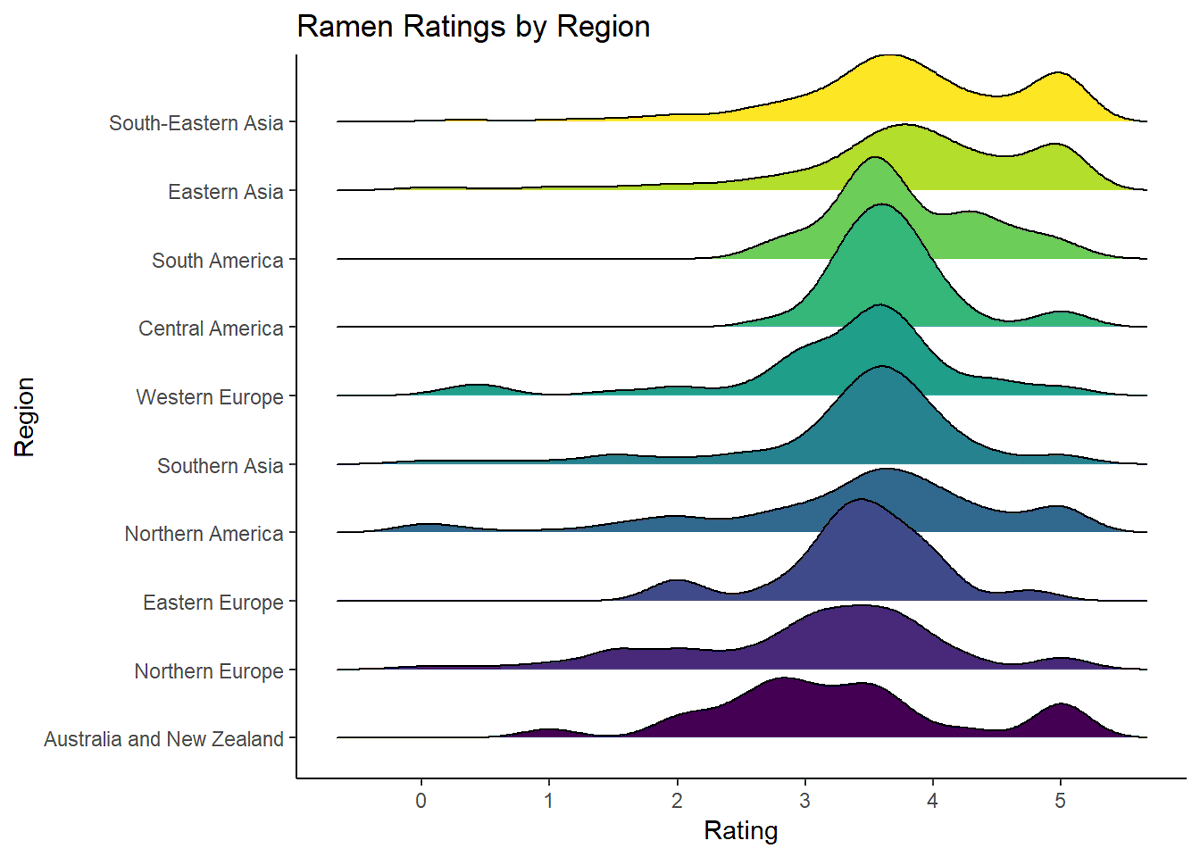 Ramen Ratings by Region
South-Eastern Asia
Eastern Asia
South America
Central America
Western Europe
Southern Asia
Northern America
Eastern Europe
Northern Europe
Australia and New Zealand
Region
0 1 2 3 4 5
Rating